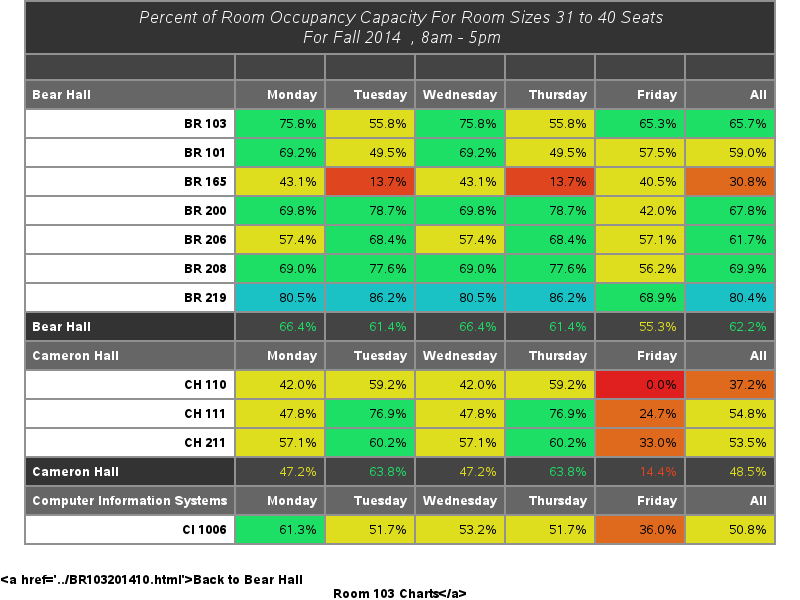 Percent of Room Occupancy Capacity For Room Sizes 31 to 40 Seats
For Fall 2014 , 8am - 5pm
Bear Hall Monday Tuesday Wednesday Thursday Friday All
BR 103 75.8% 55.8% 75.8% 55.8% 65.3% 65.7%
BR 101 69.2% 49.5% 69.2% 49.5% 57.5% 59.0%
BR 165 43.1% 13.7% 43.1% 13.7% 40.5% 30.8%
BR 200 69.8% 78.7% 69.8% 78.7% 42.0% 67.8%
BR 206 57.4% 68.4% 57.4% 68.4% 57.1% 61.7%
BR 208 69.0% 77.6% 69.0% 77.6% 56.2% 69.9%
BR 219 80.5% 86.2% 80.5% 86.2% 68.9% 80.4%
Bear Hall 66.4% 61.4% 66.4% 61.4% 55.3% 62.2%
Cameron Hall Monday Tuesday Wednesday Thursday Friday All
CH 110 42.0% 59.2% 42.0% 59.2% 0.0% 37.2%
CH 111 47.8% 76.9% 47.8% 76.9% 24.7% 54.8%
CH 211 57.1% 60.2% 57.1% 60.2% 33.0% 53.5%
Cameron Hall 47.2% 63.8% 47.2% 63.8% 14.4% 48.5%
Computer Information Systems Monday Tuesday Wednesday Thursday Friday All
CI 1006 61.3% 51.7% 53.2% 51.7% 36.0% 50.8%
<a href='../BR103201410.html'>Back to Bear Hall
Room 103 Charts</a>